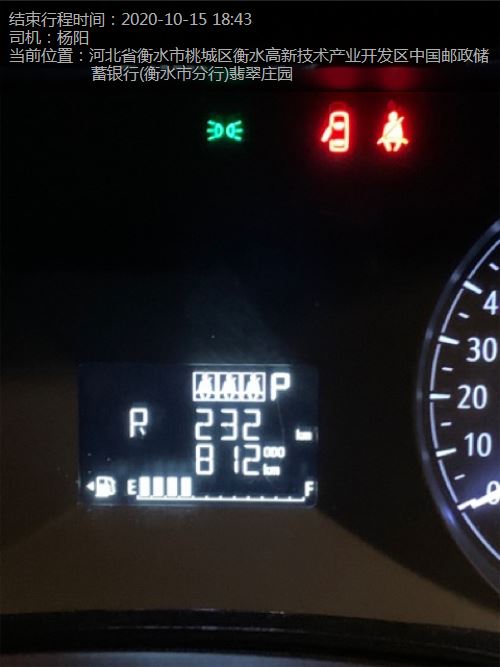 结束行程时间：2020-10-15 18:43
司机：杨阳
当前位置：河北省衡水市桃城区衡水高新技术产业开发区中国邮政储
蓄银行(衡水市分行)翡翠庄园
P
R 232 km
812 ODO km
E F
4
30
20
10
0